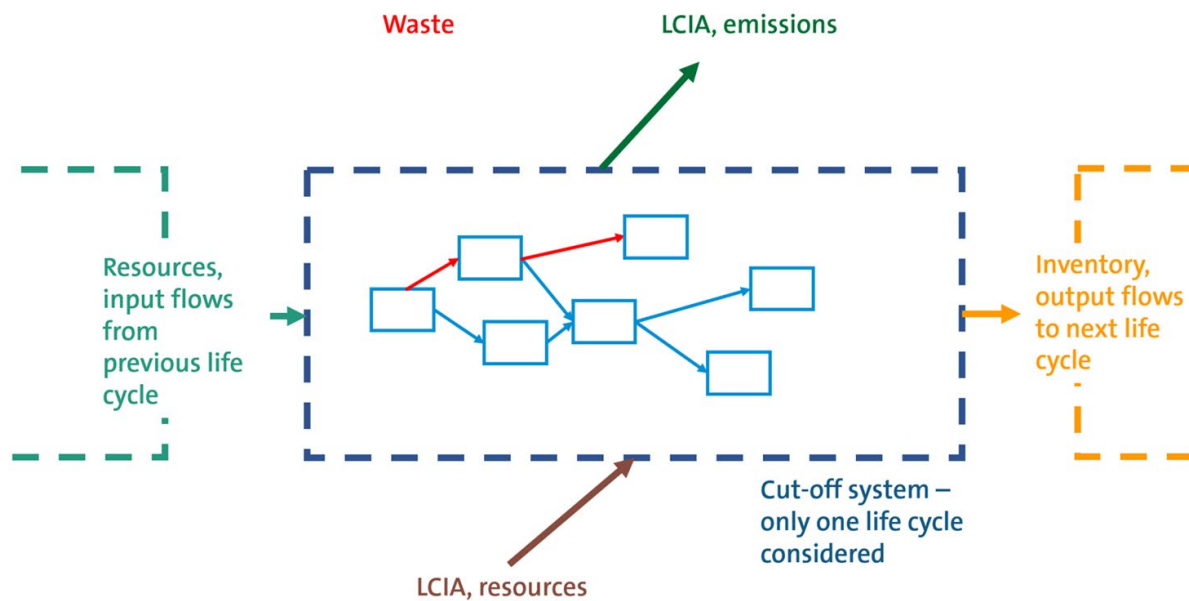 Waste
LCIA, emissions
Resources,
input flows
from
previous life
cycle
Inventory,
output flows
to next life
cycle
Cut-off system –
only one life cycle
considered
LCIA, resources